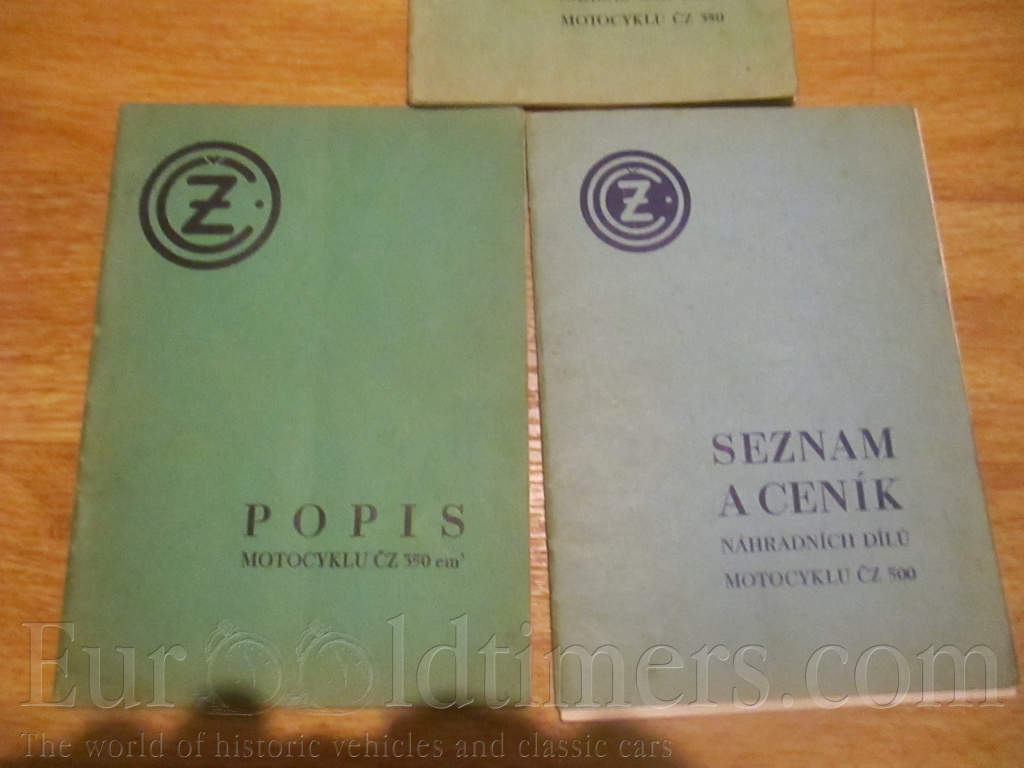 MOTOCYKLU ČZ 350
ČZ
POPIS
MOTOCYKLU ČZ 350 cm³
ČZ
SEZNAM
A CENÍK
NÁHRADNÍCH DÍLŮ
MOTOCYKLU ČZ 500
EuroOldtimers.com
The world of historic vehicles and classic cars